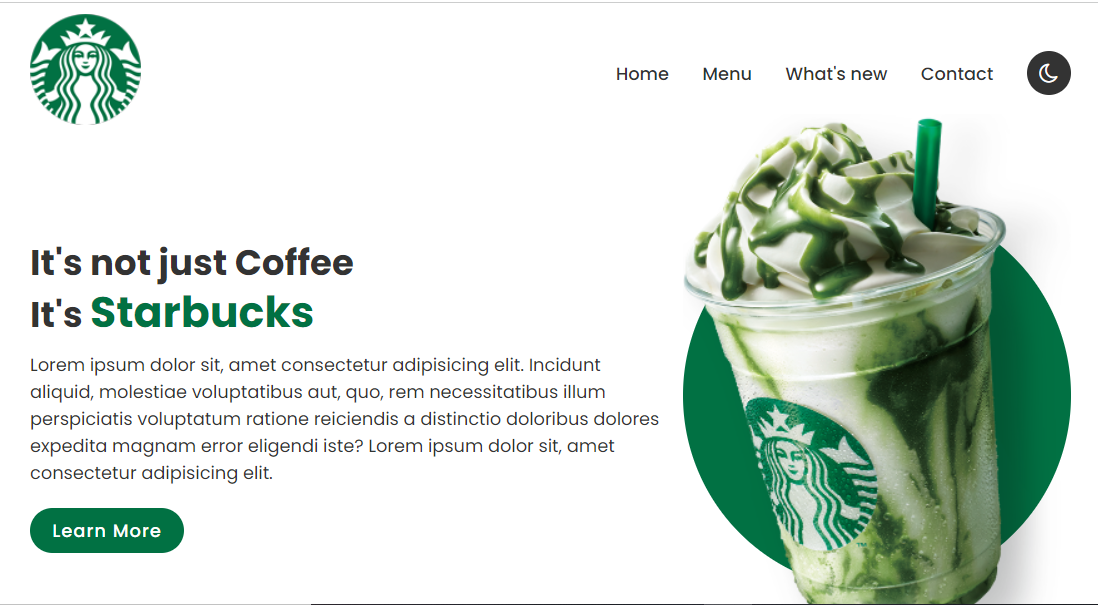 Home Menu What's new Contact
It's not just Coffee
It's Starbucks
Lorem ipsum dolor sit, amet consectetur adipisicing elit. Incidunt
aliquid, molestiae voluptatibus aut, quo, rem necessitatibus illum
perspiciatis voluptatum ratione reiciendis a distinctio doloribus dolores
expedita magnam error eligendi iste? Lorem ipsum dolor sit, amet
consectetur adipisicing elit.
Learn More